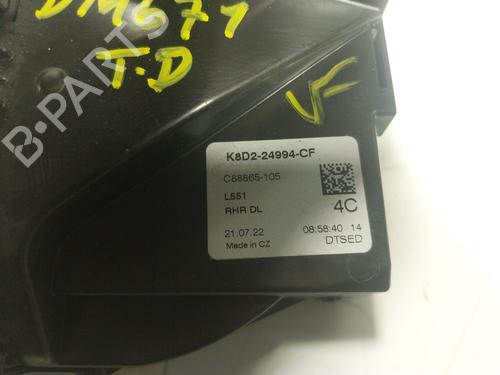 DM671
T.D
VF
B-PARTS
K8D2-24994-CF
C88865-105
L551
RHR DL
4C
21.07.22 08:58:40 14
Made in CZ DTSED